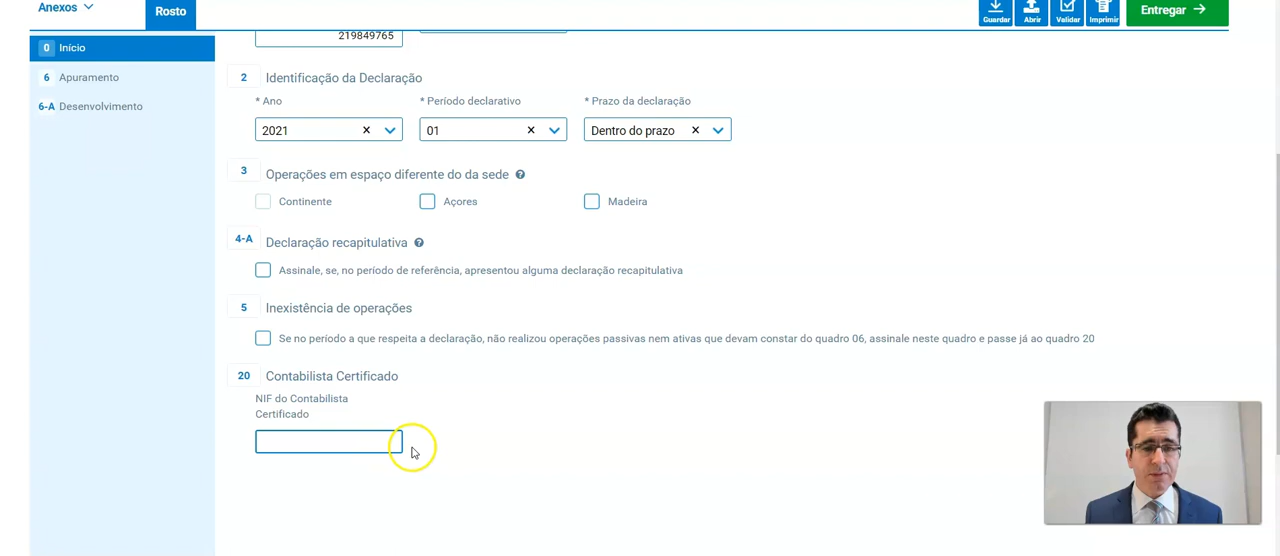 Anexos
Rosto
Guardar
Abrir
Validar
Imprimir
Entregar
0 Início
6 Apuramento
6-A Desenvolvimento
219849765
2 Identificação da Declaração
* Ano
* Período declarativo
* Prazo da declaração
2021
01
Dentro do prazo
3 Operações em espaço diferente do da sede
Continente
Açores
Madeira
4-A Declaração recapitulativa
Assinale, se, no período de referência, apresentou alguma declaração recapitulativa
5 Inexistência de operações
Se no período a que respeita a declaração, não realizou operações passivas nem ativas que devam constar do quadro 06, assinale neste quadro e passe já ao quadro 20
20 Contabilista Certificado
NIF do Contabilista
Certificado